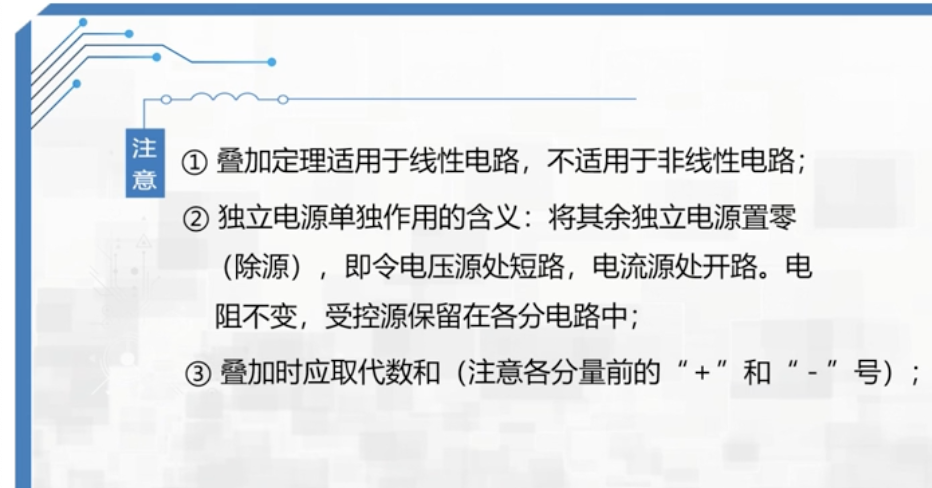 注
意
① 叠加定理适用于线性电路，不适用于非线性电路；
② 独立电源单独作用的含义：将其余独立电源置零
（除源），即令电压源处短路，电流源处开路。电
阻不变，受控源保留在各分电路中；
③ 叠加时应取代数和（注意各分量前的“+”和“-”号）；